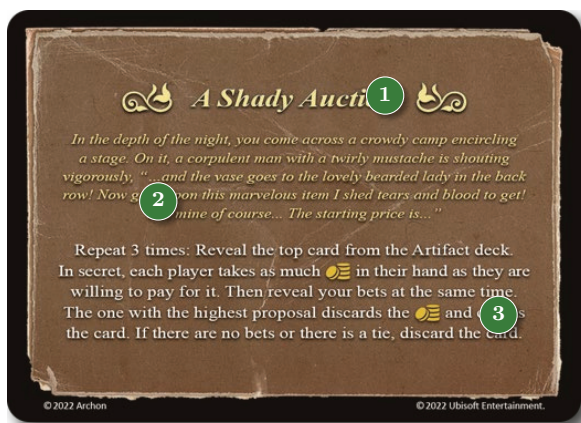 A Shady Auction
1
In the depth of the night, you come across a crowdy camp encircling
a stage. On it, a corpulent man with a twirly mustache is shouting
vigorously, “...and the vase goes to the lovely bearded lady in the back
row! Now upon this marvelous item I shed tears and blood to get!
2
mine of course... The starting price is...”
Repeat 3 times: Reveal the top card from the Artifact deck.
In secret, each player takes as much in their hand as they are
willing to pay for it. Then reveal your bets at the same time.
The one with the highest proposal discards the and
3
the card. If there are no bets or there is a tie, discard the card.
© 2022 Archon
© 2022 Ubisoft Entertainment.